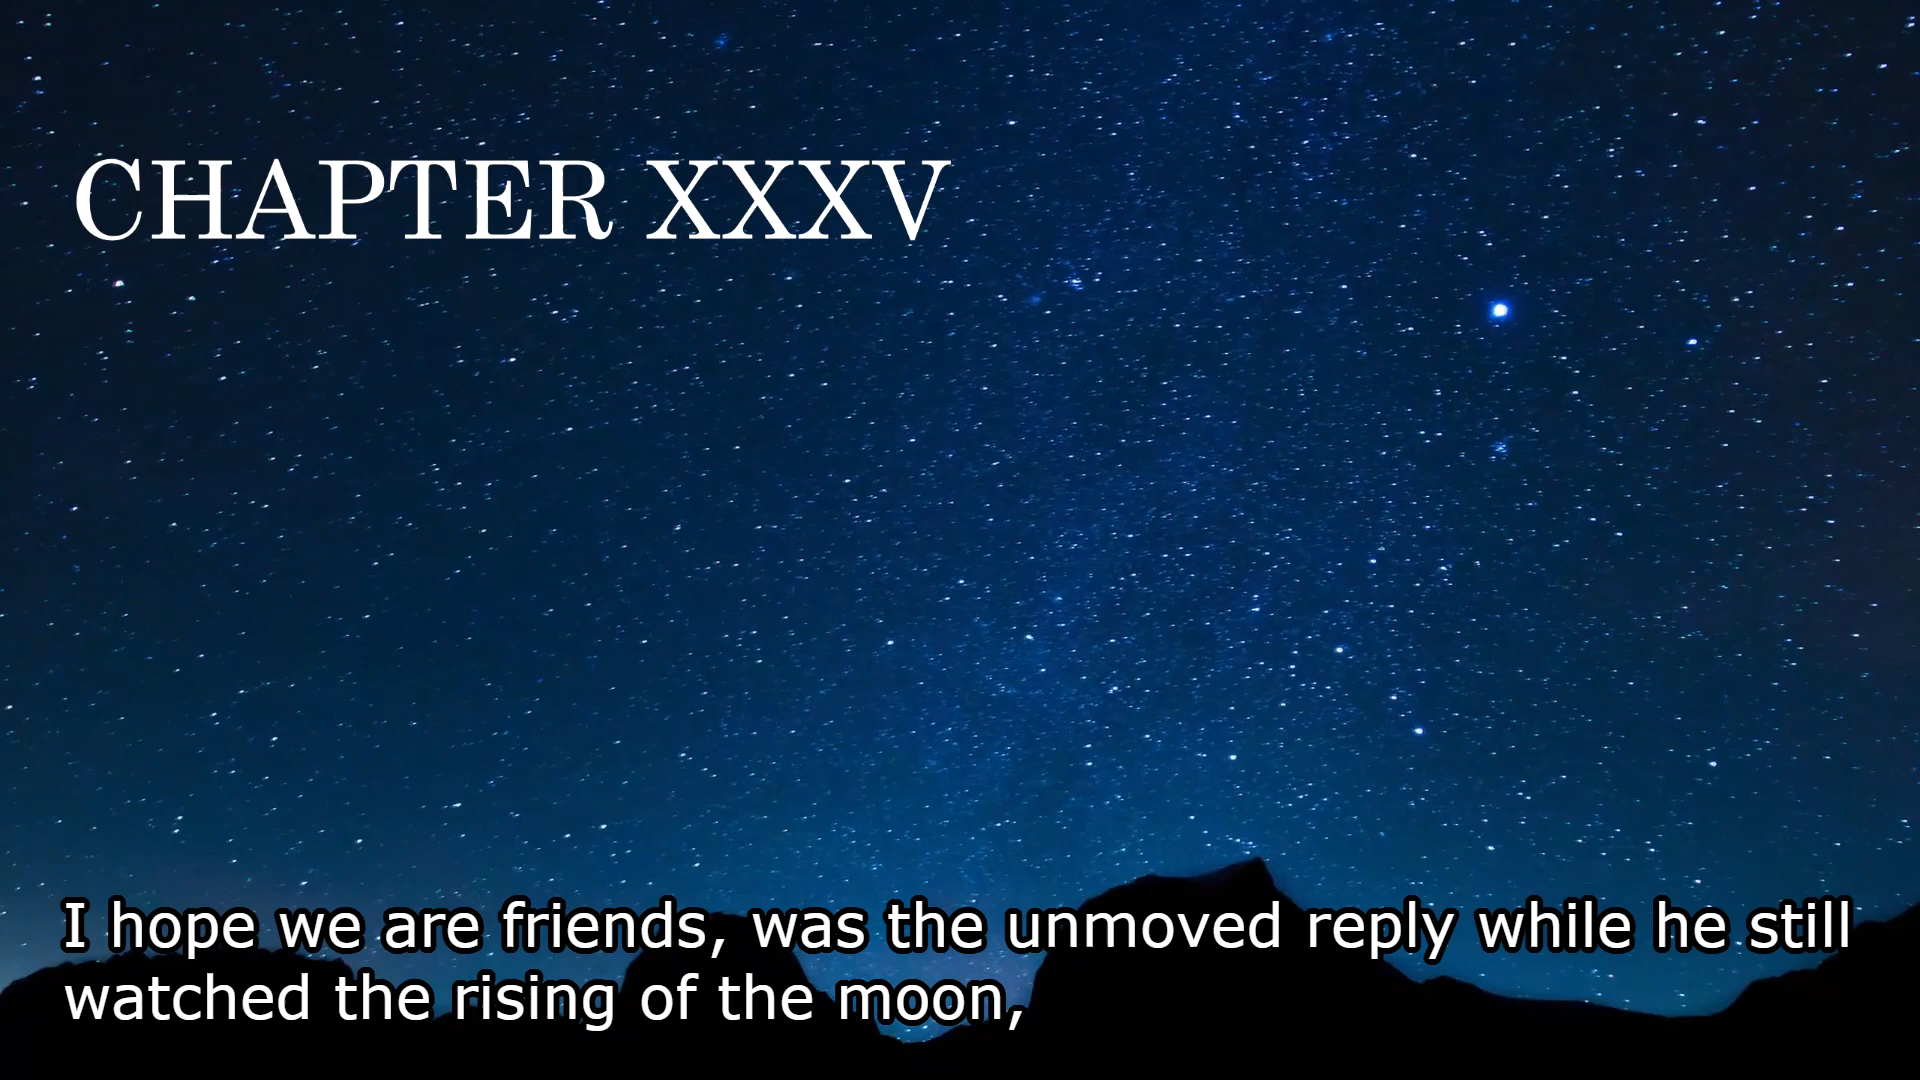 CHAPTER XXXV
I hope we are friends, was the unmoved reply while he still
watched the rising of the moon,